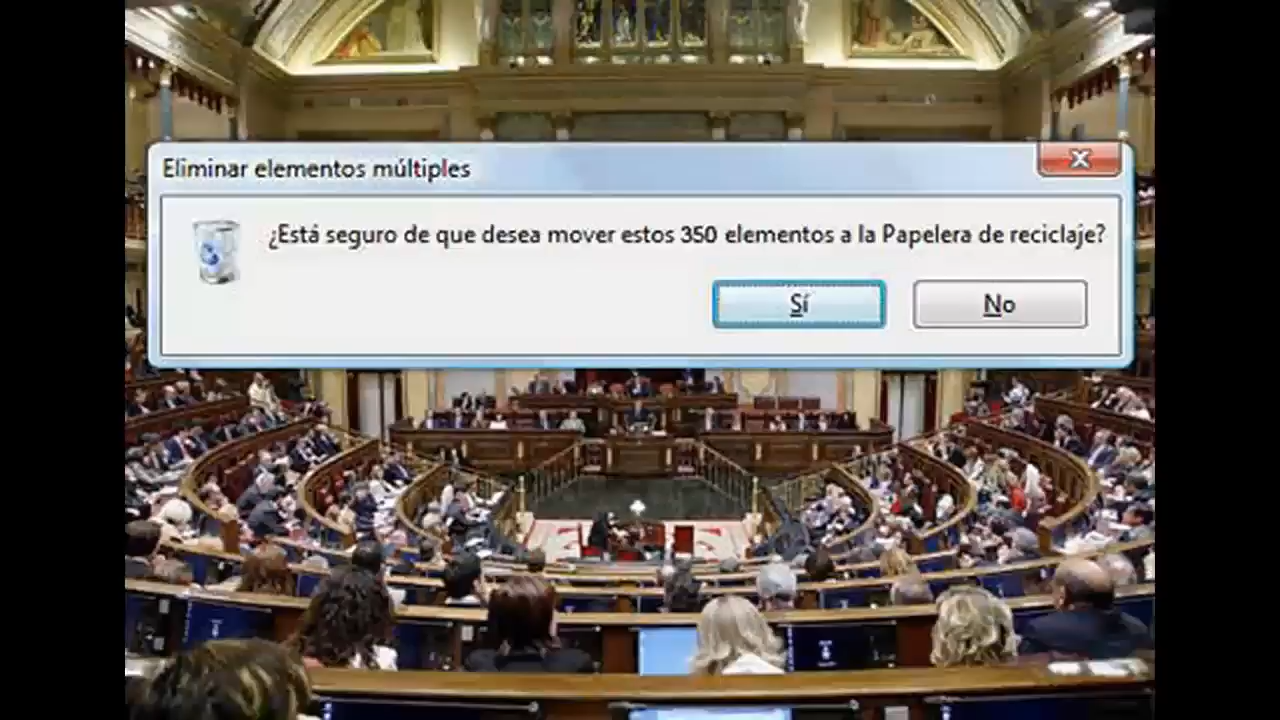 Eliminar elementos múltiples
¿Está seguro de que desea mover estos 350 elementos a la Papelera de reciclaje?
Sí
No